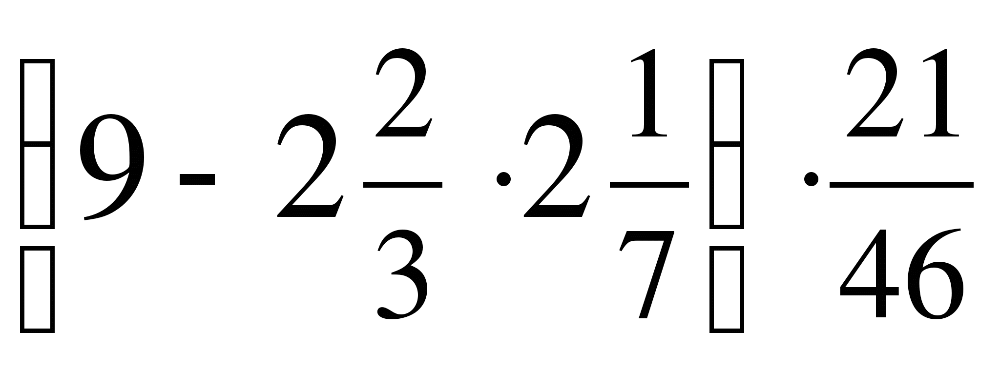 (9 - 2 2/3 · 2 1/7) · 21/46